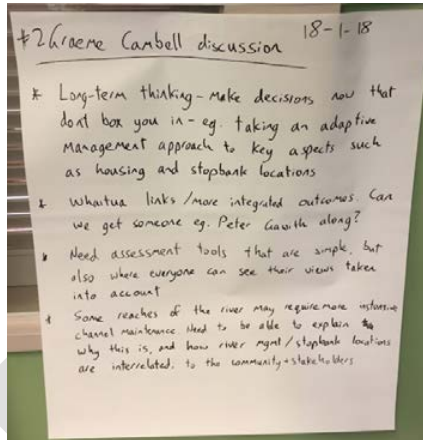 #2 Graeme Cambell discussion 18-1-18
* Long-term thinking - make decisions now that
dont box you in - eg. taking an adaptive
management approach to key aspects such
as housing and stopbank locations
* Whaitua links / more integrated outcomes. Can
we get someone eg. Peter Gawith along?
* Need assessment tools that are simple, but
also where everyone can see their views taken
into account
* Some reaches of the river may require more
channel maintenance. Need to be able to explain
why this is, and how river mgmt / stopbank locations
are interrelated, to the community + stakeholders